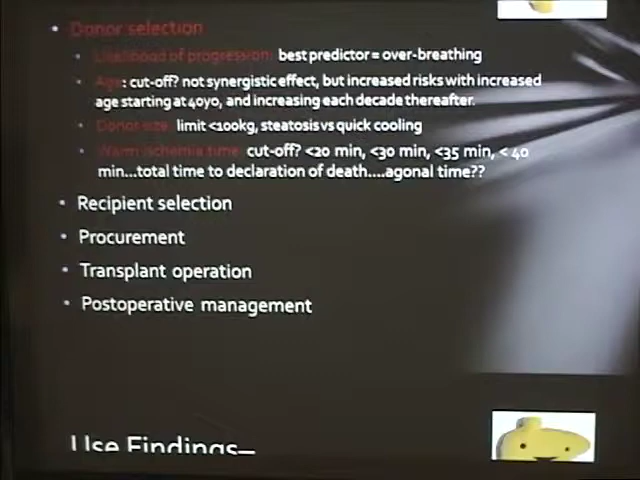 • Donor selection
• Likelihood of progression: best predictor = over-breathing
• Age: cut-off? not synergistic effect, but increased risks with increased
age starting at 40yo, and increasing each decade thereafter.
• Donor size: limit <100kg, steatosis vs quick cooling
• Warm ischemia time: cut-off? <20 min, <30 min, <35 min, < 40
min...total time to declaration of death....agonal time??
• Recipient selection
• Procurement
• Transplant operation
• Postoperative management
Use Findings–